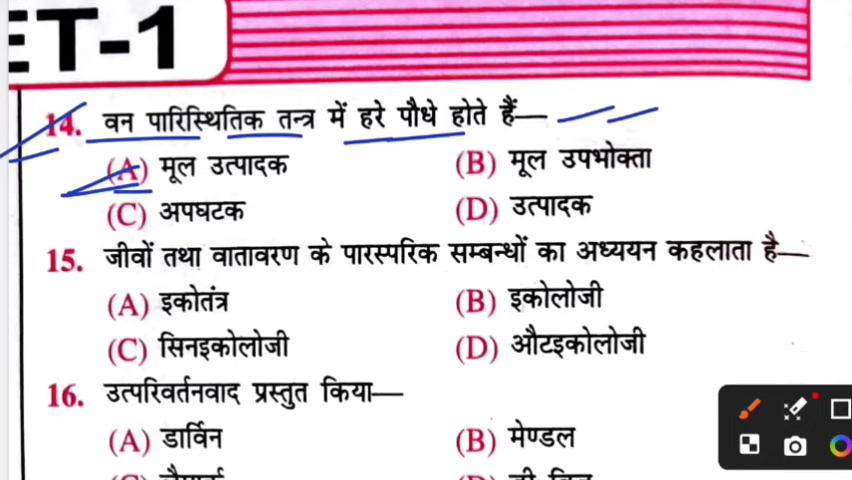 ET-1
14. वन पारिस्थितिक तन्त्र में हरे पौधे होते हैं—
(A) मूल उत्पादक (B) मूल उपभोक्ता
(C) अपघटक (D) उत्पादक
15. जीवों तथा वातावरण के पारस्परिक सम्बन्धों का अध्ययन कहलाता है—
(A) इकोतंत्र (B) इकोलोजी
(C) सिनइकोलोजी (D) औटइकोलोजी
16. उत्परिवर्तनवाद प्रस्तुत किया—
(A) डार्विन (B) मेण्डल